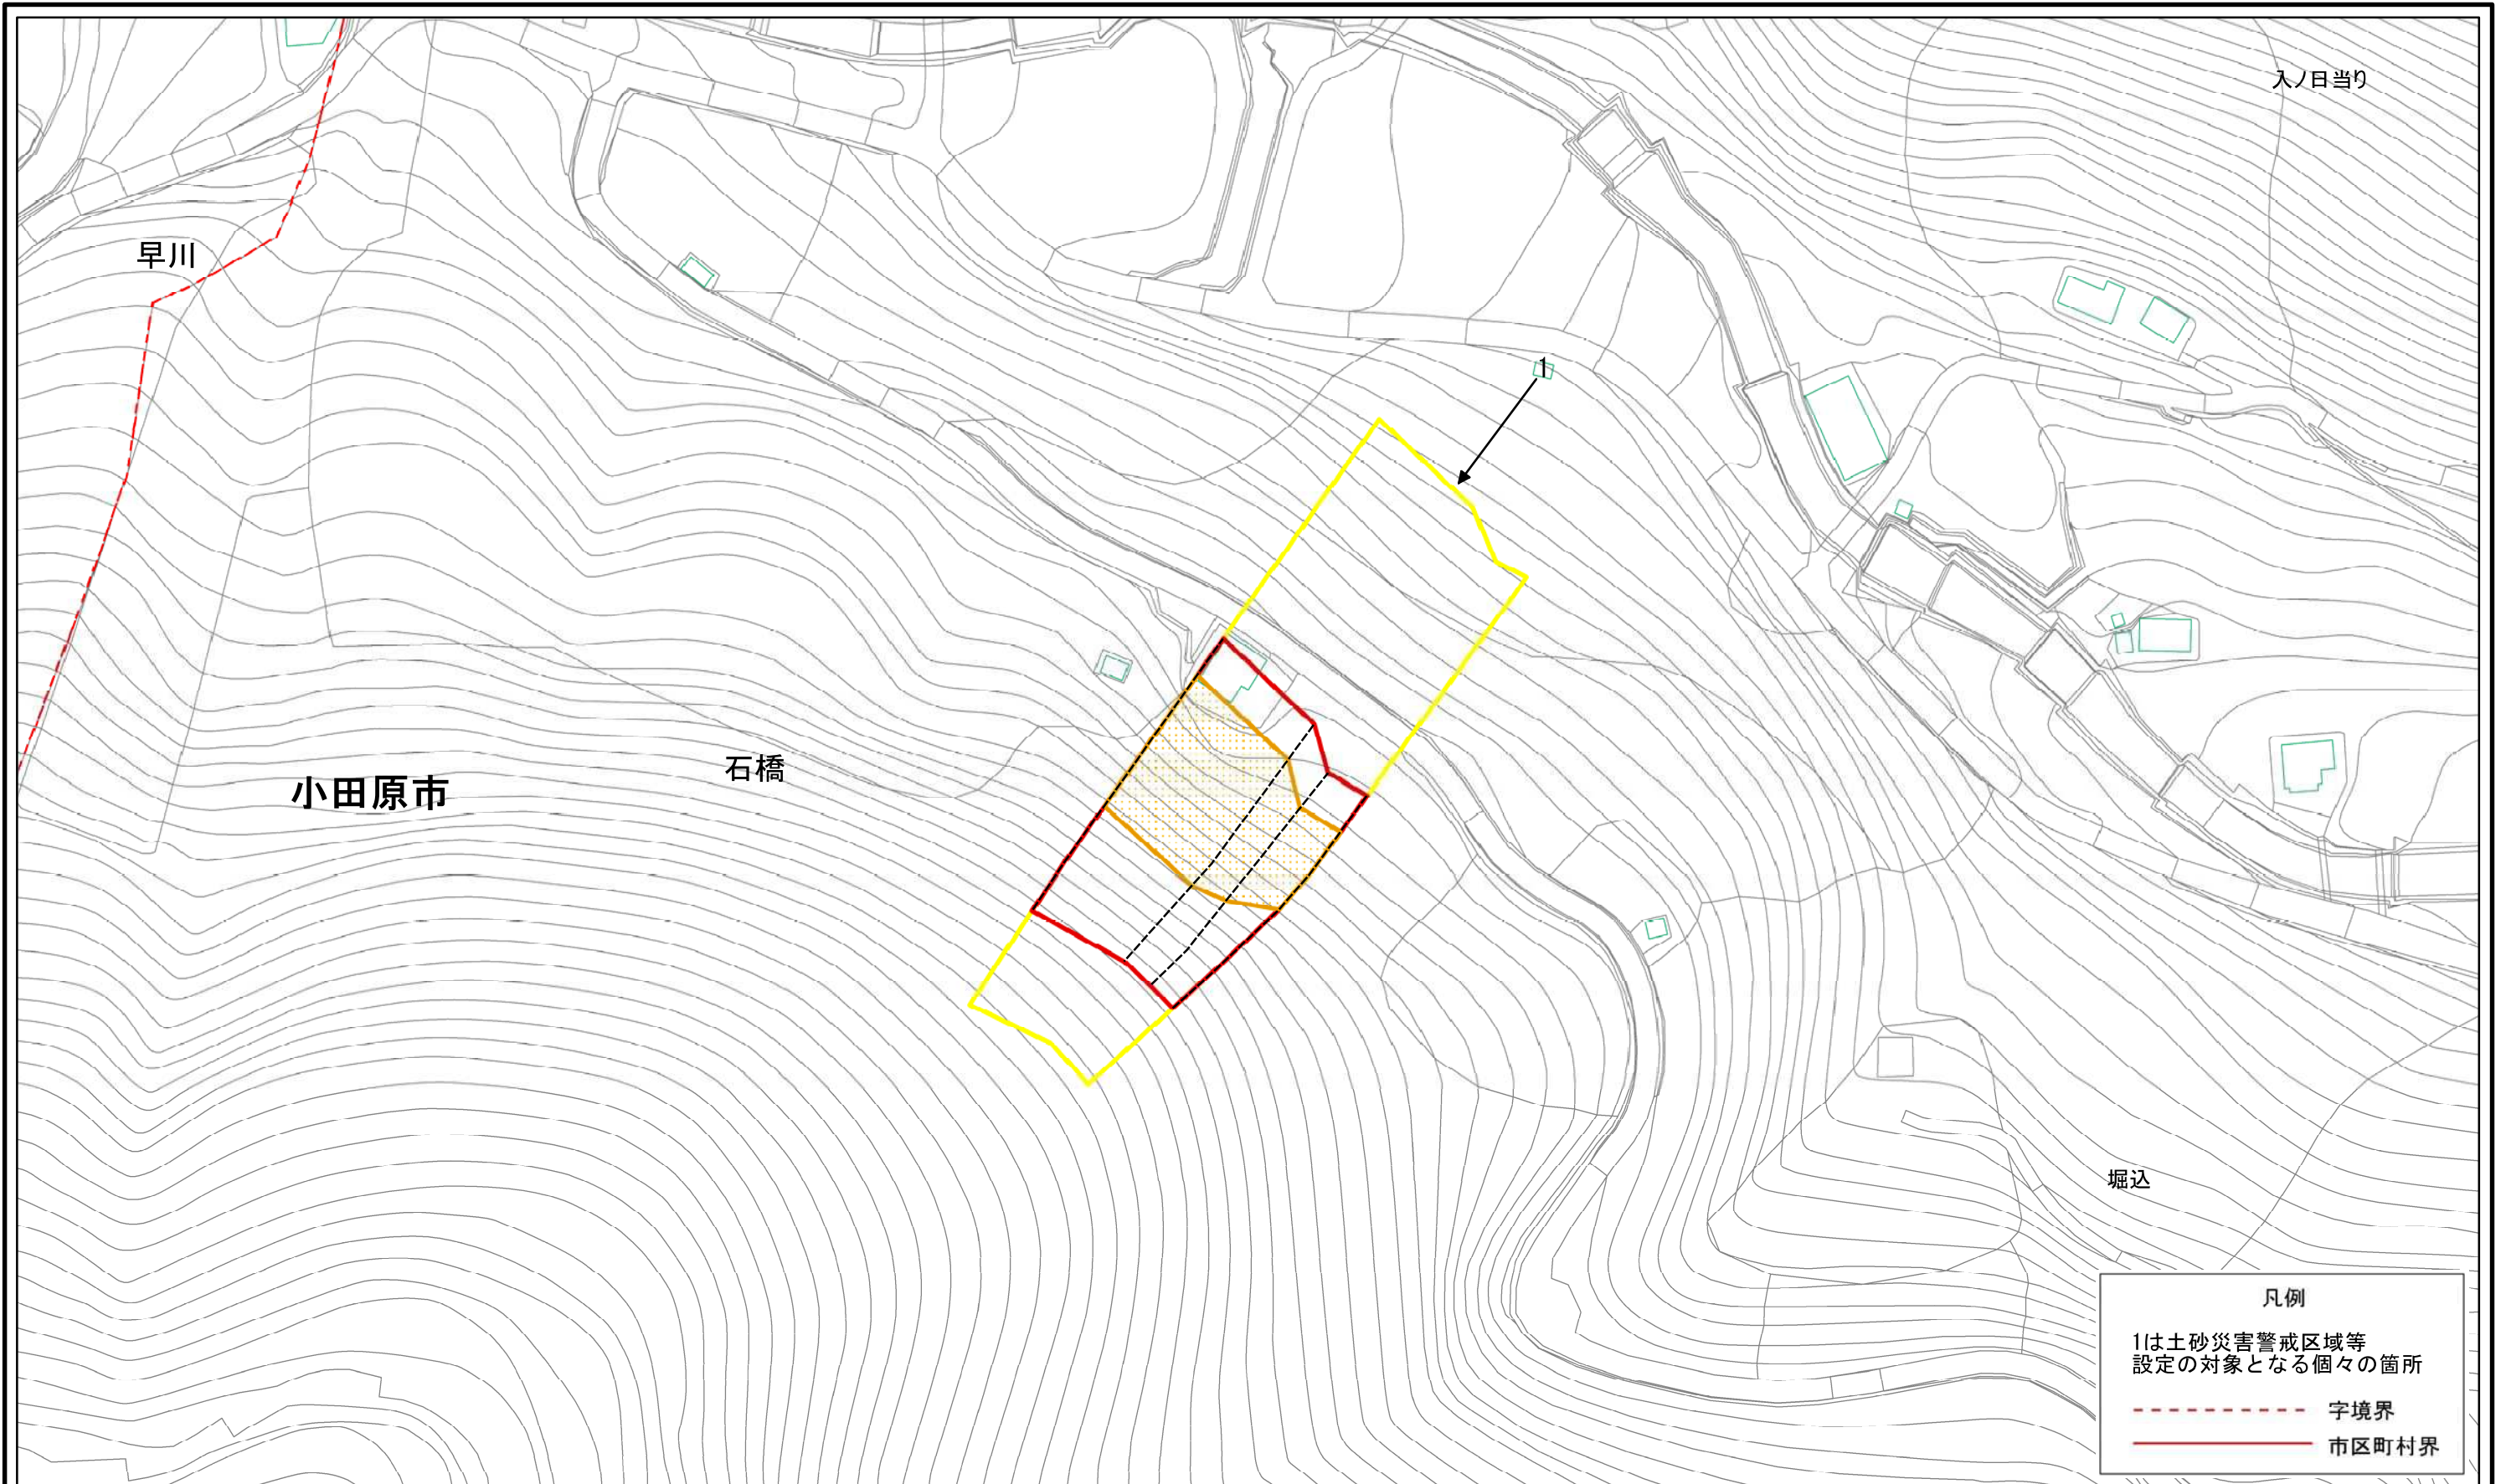 入ノ日当り
早川
1
石橋
小田原市
堀込
凡例
1は土砂災害警戒区域等
設定の対象となる個々の箇所
字境界
市区町村界